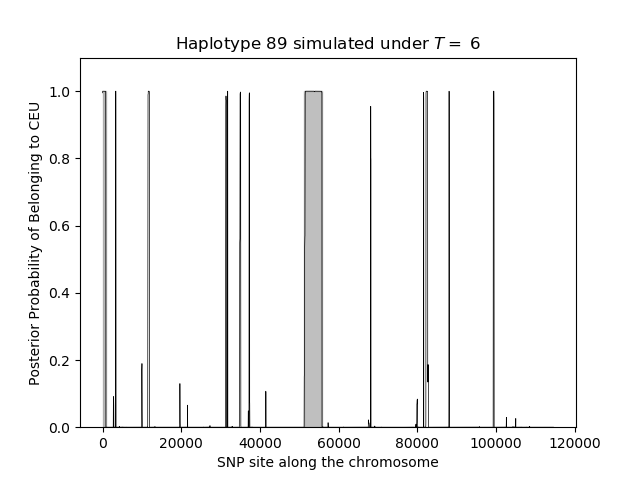 Haplotype 89 simulated under T = 6
Posterior Probability of Belonging to CEU
1.0
0.8
0.6
0.4
0.2
0.0
0 20000 40000 60000 80000 100000 120000
SNP site along the chromosome